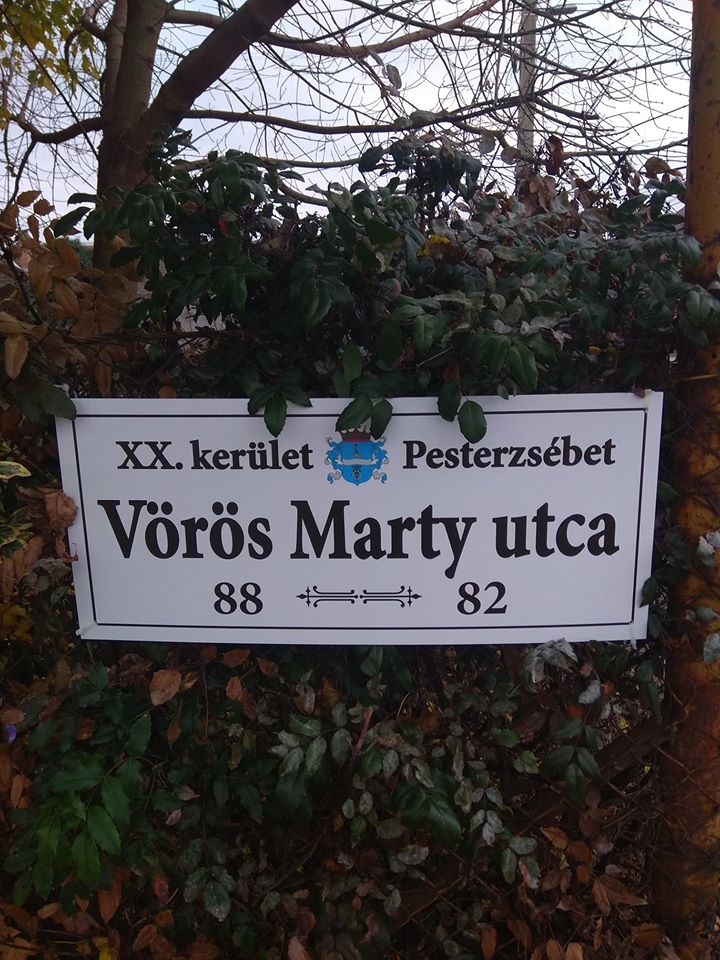 XX. kerület Pesterzsébet
Vörös Marty utca
88 82